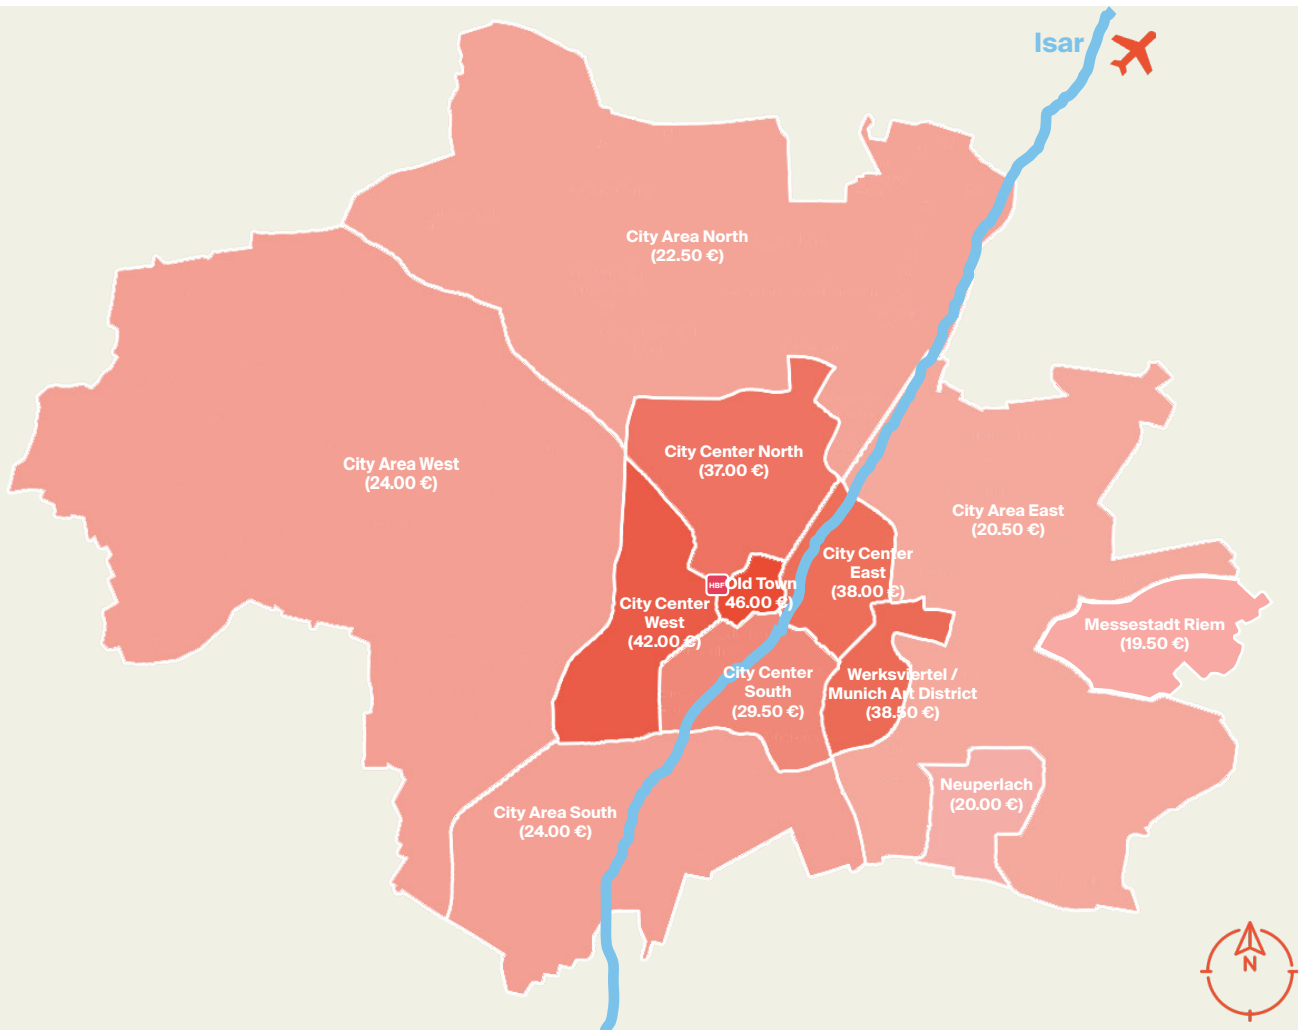 Isar
City Area North
(22.50 €)
City Center North
(37.00 €)
City Area West
(24.00 €)
City Area East
(20.50 €)
City Center
East
(38.00 €)
HBF
Old Town
46.00 €)
City Center
West
(42.00 €)
Messestadt Riem
(19.50 €)
City Center
South
(29.50 €)
Werksviertel /
Munich Art District
(38.50 €)
Neuperlach
(20.00 €)
City Area South
(24.00 €)
N